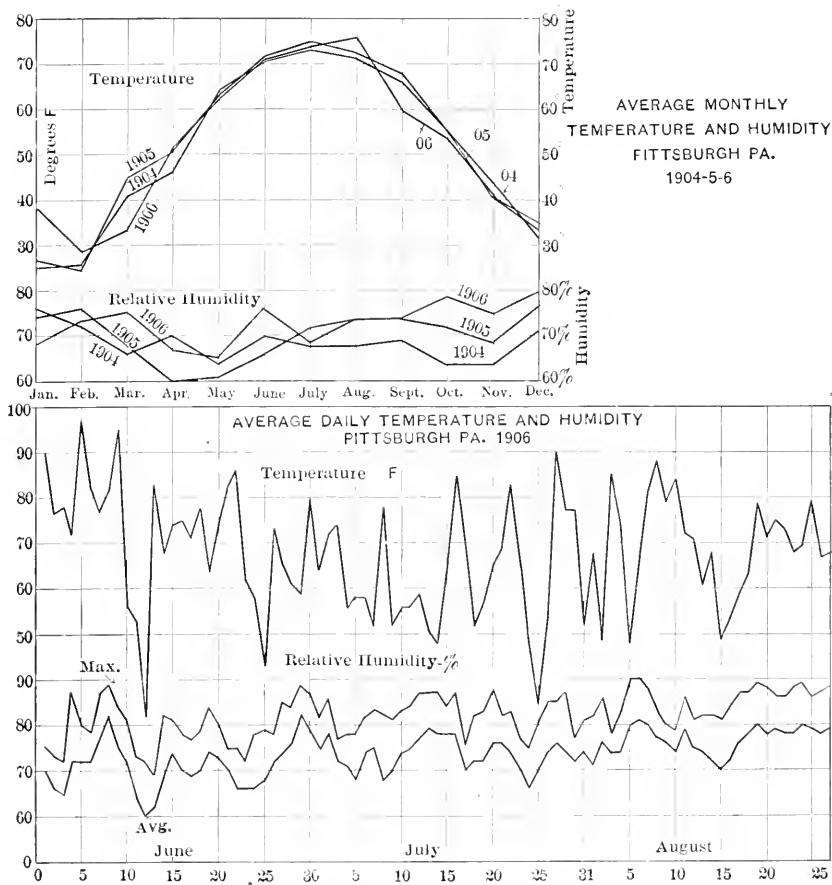 80
70
60
50
40
30
80
70
60
Degrees F
Temperature
1905
1904
1906
06
05
04
Temperature
80
70
60
50
40
30
Relative Humidity
1906
1905
1904
1906
1905
1904
80%
70%
60%
Humidity
Jan. Feb. Mar. Apr. May June July Aug. Sept. Oct. Nov. Dec.
AVERAGE MONTHLY
TEMPERATURE AND HUMIDITY
FITTSBURGH PA.
1904-5-6
AVERAGE DAILY TEMPERATURE AND HUMIDITY
PITTSBURGH PA. 1906
Temperature F
100
90
80
70
60
50
90
80
70
60
0
Relative Humidity-%
Max.
Avg.
June July August
0 5 10 15 20 25 30 5 10 15 20 25 31 5 10 15 20 25